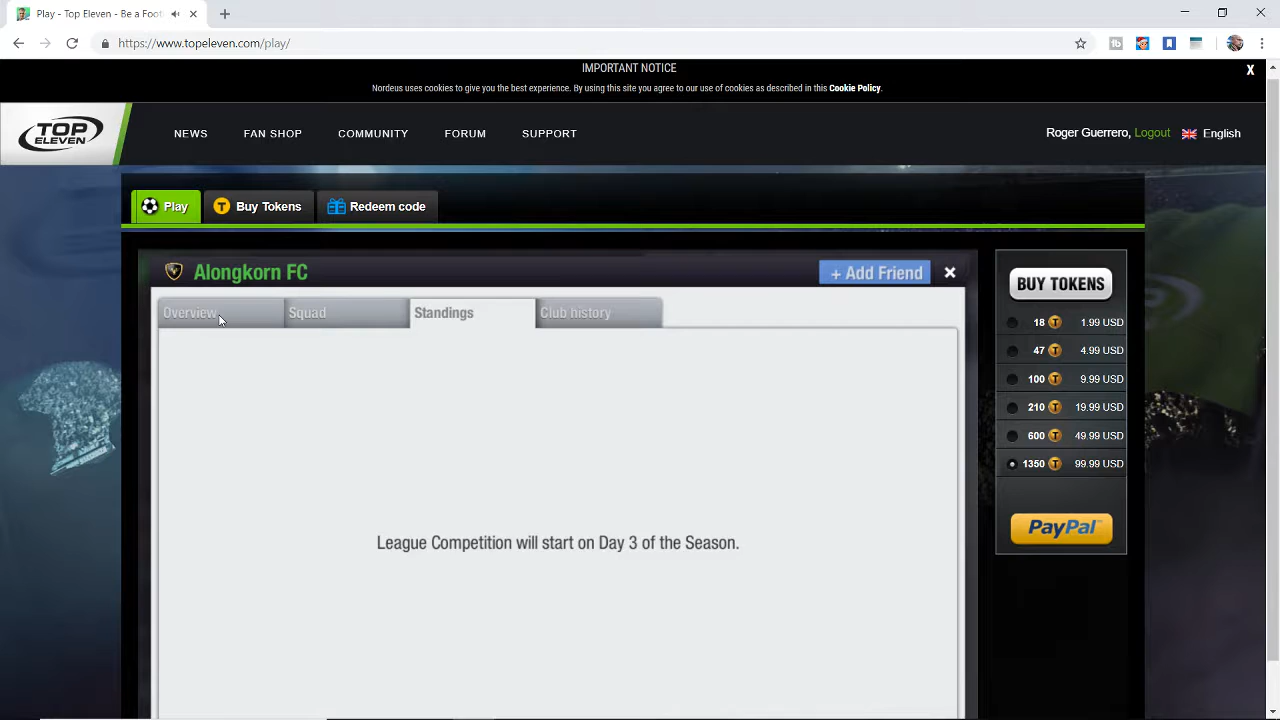 Play - Top Eleven - Be a Foot
https://www.topeleven.com/play/
IMPORTANT NOTICE
X
Nordeus uses cookies to give you the best experience. By using this site you agree to our use of cookies as described in this Cookie Policy.
TOP
ELEVEN
NEWS
FAN SHOP
COMMUNITY
FORUM
SUPPORT
Roger Guerrero, Logout
English
Play
T Buy Tokens
Redeem code
Alongkorn FC
+ Add Friend
Overview
Squad
Standings
Club history
League Competition will start on Day 3 of the Season.
BUY TOKENS
18 T 1.99 USD
47 T 4.99 USD
100 T 9.99 USD
210 T 19.99 USD
600 T 49.99 USD
1350 T 99.99 USD
PayPal